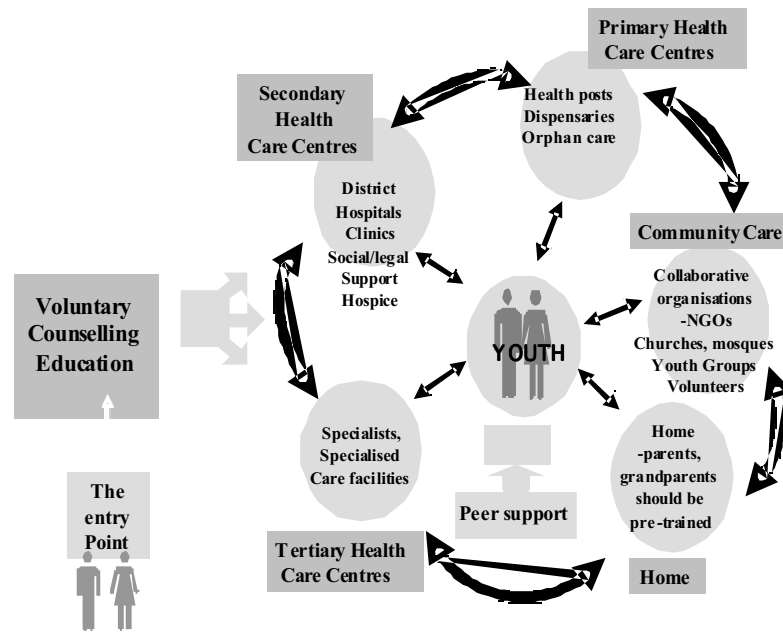 Primary Health
Care Centres
Health posts
Dispensaries
Orphan care
Secondary
Health
Care Centres
District
Hospitals
Clinics
Social/legal
Support
Hospice
Community Care
Collaborative
organisations
-NGOs
Churches, mosques
Youth Groups
Volunteers
Voluntary
Counselling
Education
YOUTH
Specialists,
Specialised
Care facilities
Home
-parents,
grandparents
should be
pre-trained
The
entry
Point
Peer support
Tertiary Health
Care Centres
Home